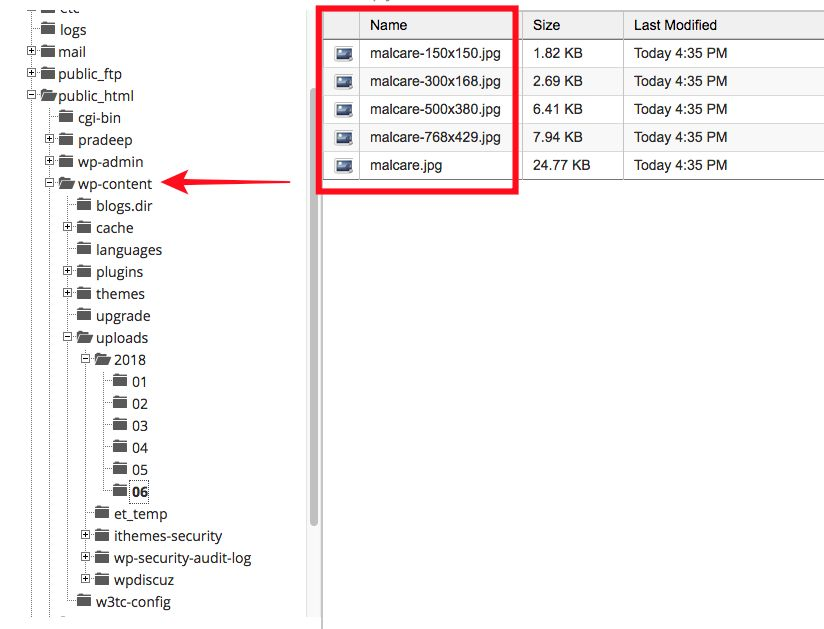 etc
logs
mail
public_ftp
public_html
cgi-bin
pradeep
wp-admin
wp-content
blogs.dir
cache
languages
plugins
themes
upgrade
uploads
2018
01
02
03
04
05
06
et_temp
ithemes-security
wp-security-audit-log
wpdiscuz
w3tc-config
Name Size Last Modified
malcare-150x150.jpg 1.82 KB Today 4:35 PM
malcare-300x168.jpg 2.69 KB Today 4:35 PM
malcare-500x380.jpg 6.41 KB Today 4:35 PM
malcare-768x429.jpg 7.94 KB Today 4:35 PM
malcare.jpg 24.77 KB Today 4:35 PM